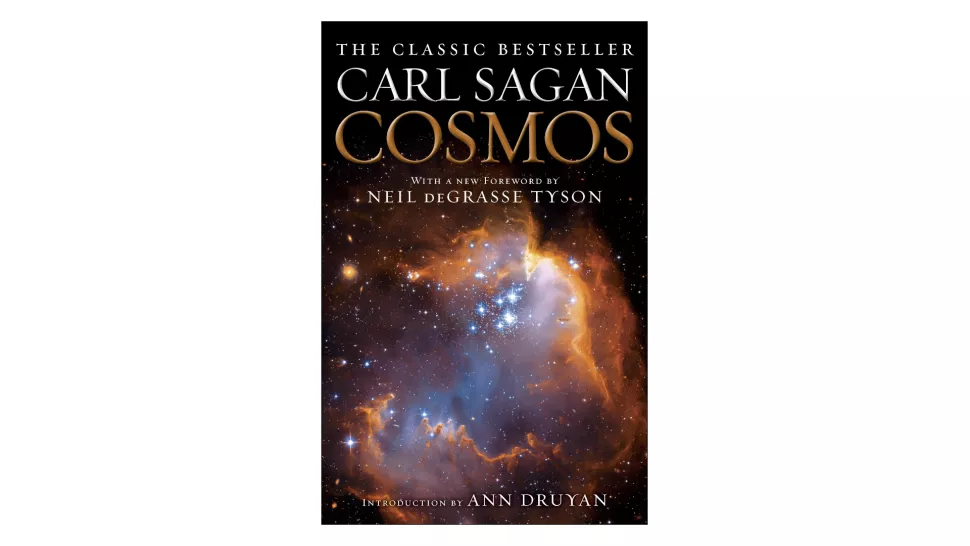 THE CLASSIC BESTSELLER
CARL SAGAN
COSMOS
WITH A NEW FOREWORD BY
NEIL deGRASSE TYSON
INTRODUCTION BY ANN DRUYAN